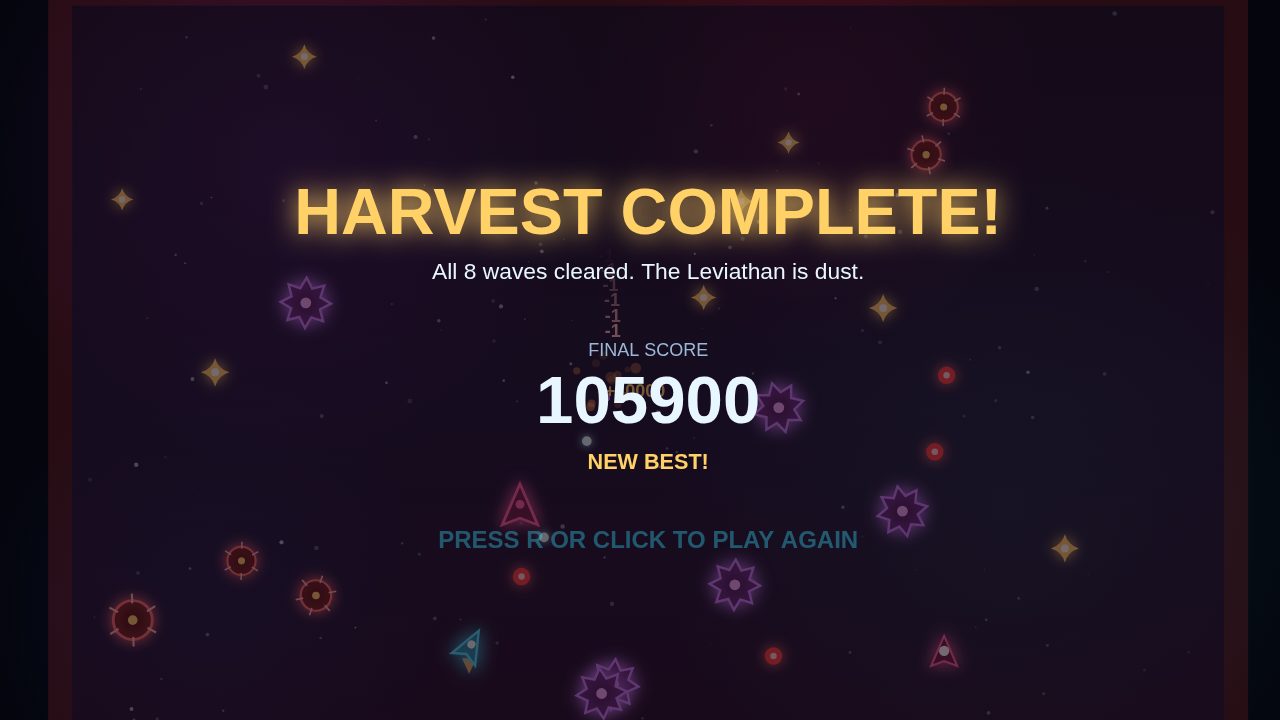 HARVEST COMPLETE!
All 8 waves cleared. The Leviathan is dust.
-1
-1
-1
-1
FINAL SCORE
105900
NEW BEST!
PRESS R OR CLICK TO PLAY AGAIN